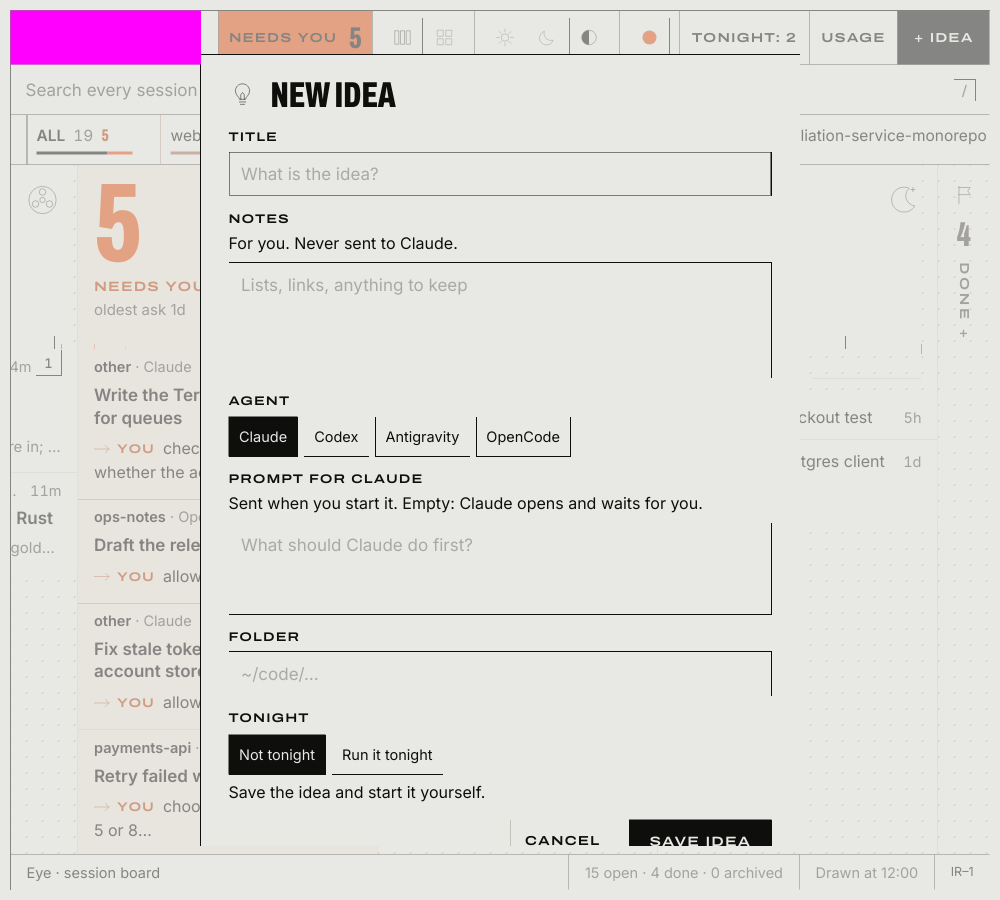 NEEDS YOU 5
TONIGHT: 2
USAGE
+ IDEA
Search every session
/
ALL 19 5
web
liation-service-monorepo
5
NEEDS YOU
oldest ask 1d
4m 1
re in; ...
. 11m
Rust
gold...
other · Claude
Write the Ter
for queues
→ YOU chec
whether the a
ops-notes · Op
Draft the rele
→ YOU allow
other · Claude
Fix stale toke
account store
→ YOU allow
payments-api ·
Retry failed w
→ YOU choo
5 or 8...
NEW IDEA
TITLE
What is the idea?
NOTES
For you. Never sent to Claude.
Lists, links, anything to keep
AGENT
Claude Codex Antigravity OpenCode
PROMPT FOR CLAUDE
Sent when you start it. Empty: Claude opens and waits for you.
What should Claude do first?
FOLDER
~/code/...
TONIGHT
Not tonight Run it tonight
Save the idea and start it yourself.
CANCEL SAVE IDEA
ckout test 5h
tgres client 1d
4 DONE +
Eye · session board
15 open · 4 done · 0 archived
Drawn at 12:00
IR–1